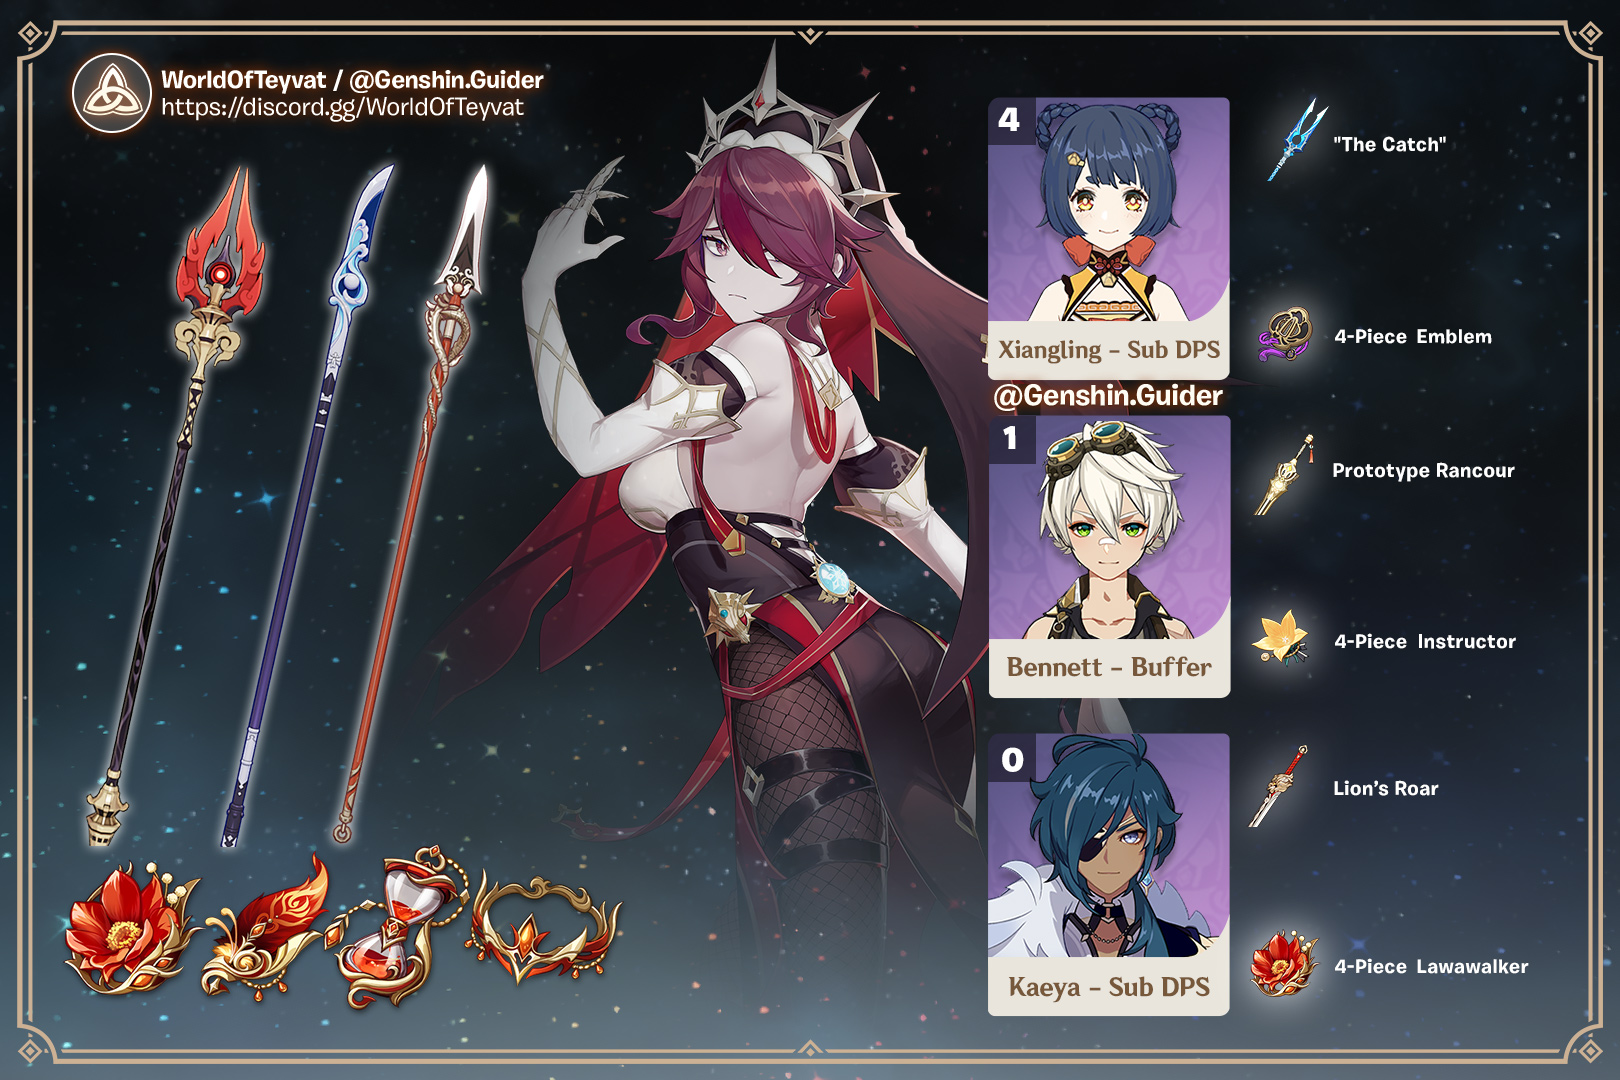 WorldOfTeyvat / @Genshin.Guider
https://discord.gg/WorldOfTeyvat
4
Xiangling - Sub DPS
"The Catch"
4-Piece Emblem
@Genshin.Guider
1
Bennett - Buffer
Prototype Rancour
4-Piece Instructor
0
Kaeya - Sub DPS
Lion's Roar
4-Piece Lawawalker